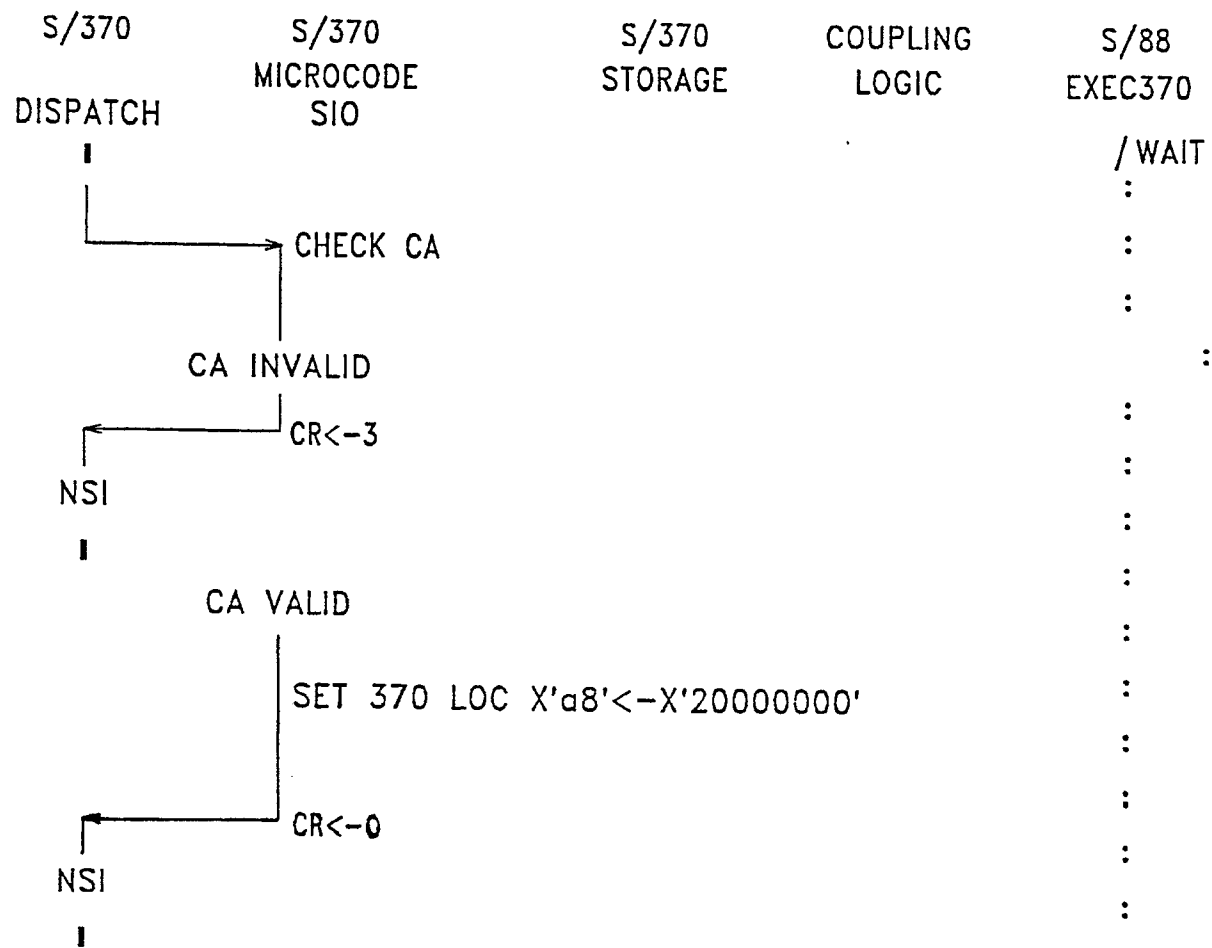 S/370 S/370 S/370 COUPLING S/88
MICROCODE STORAGE LOGIC EXEC370
DISPATCH SIO
/WAIT
CHECK CA
CA INVALID
CR<-3
NSI
CA VALID
SET 370 LOC X'a8'<-X'20000000'
CR<-0
NSI